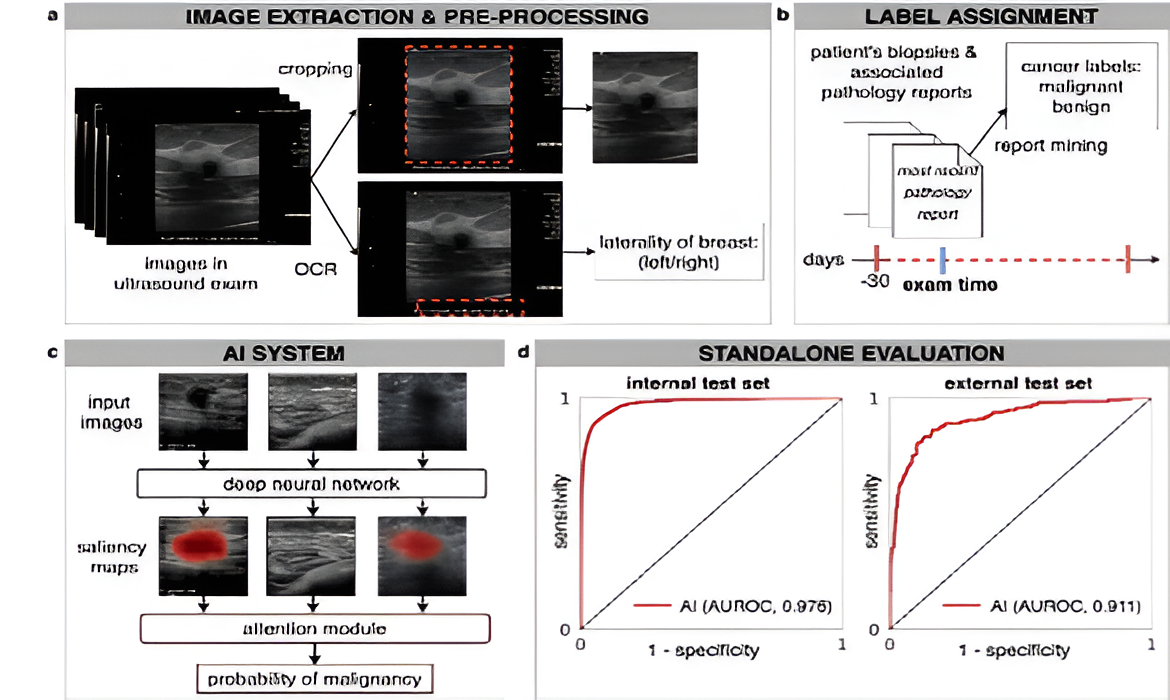 a IMAGE EXTRACTION & PRE-PROCESSING
cropping
images in
ultrasound exam
OCR
laterality of breast:
(left/right)
b LABEL ASSIGNMENT
patient's biopsies &
associated
pathology reports
cancer labels:
malignant
benign
report mining
most recent
pathology
report
days
-30
exam time
c AI SYSTEM
input
images
deep neural network
saliency
maps
attention module
probability of malignancy
d STANDALONE EVALUATION
internal test set
1
sensitivity
AI (AUROC, 0.976)
0
0
1 - specificity
1
external test set
1
sensitivity
AI (AUROC, 0.911)
0
0
1 - specificity
1